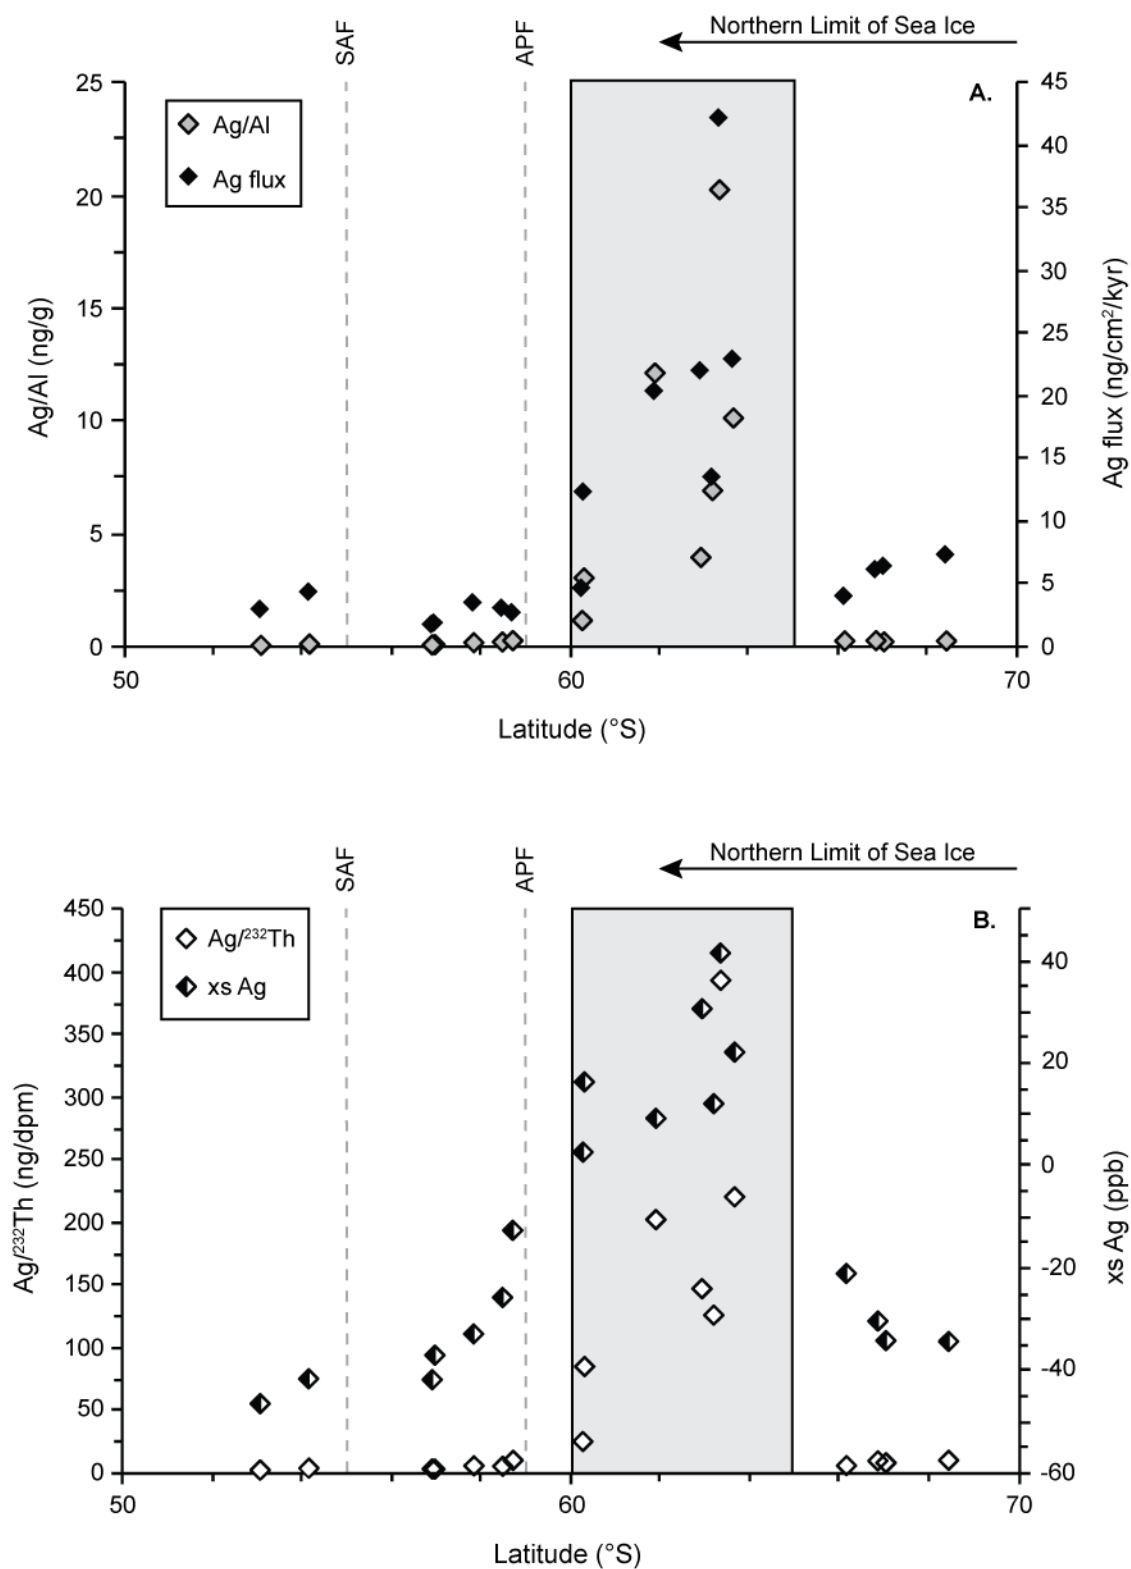 Northern Limit of Sea Ice
SAF
APF
A.
Ag/Al
Ag flux
25
20
15
10
5
0
Ag/Al (ng/g)
45
40
35
30
25
20
15
10
5
0
Ag flux (ng/cm²/kyr)
50
60
70
Latitude (°S)
Northern Limit of Sea Ice
SAF
APF
B.
Ag/²³²Th
xs Ag
450
400
350
300
250
200
150
100
50
0
Ag/²³²Th (ng/dpm)
40
20
0
-20
-40
-60
xs Ag (ppb)
50
60
70
Latitude (°S)